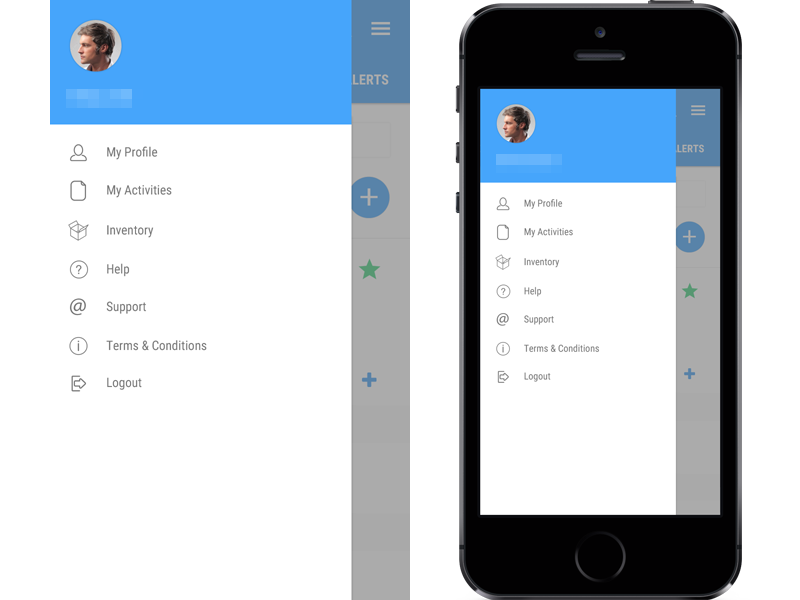 LERTS
My Profile
My Activities
Inventory
Help
@ Support
Terms & Conditions
Logout
LERTS
My Profile
My Activities
Inventory
Help
@ Support
Terms & Conditions
Logout